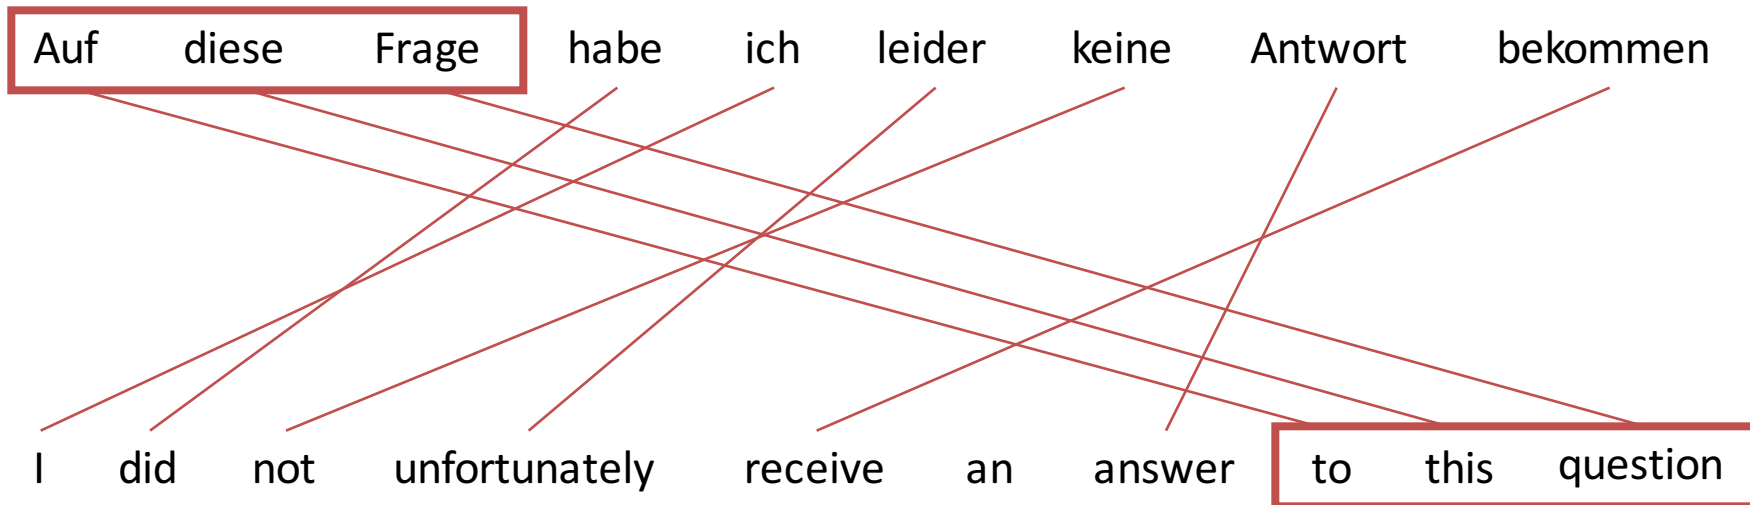 Auf diese Frage habe ich leider keine Antwort bekommen
I did not unfortunately receive an answer to this question